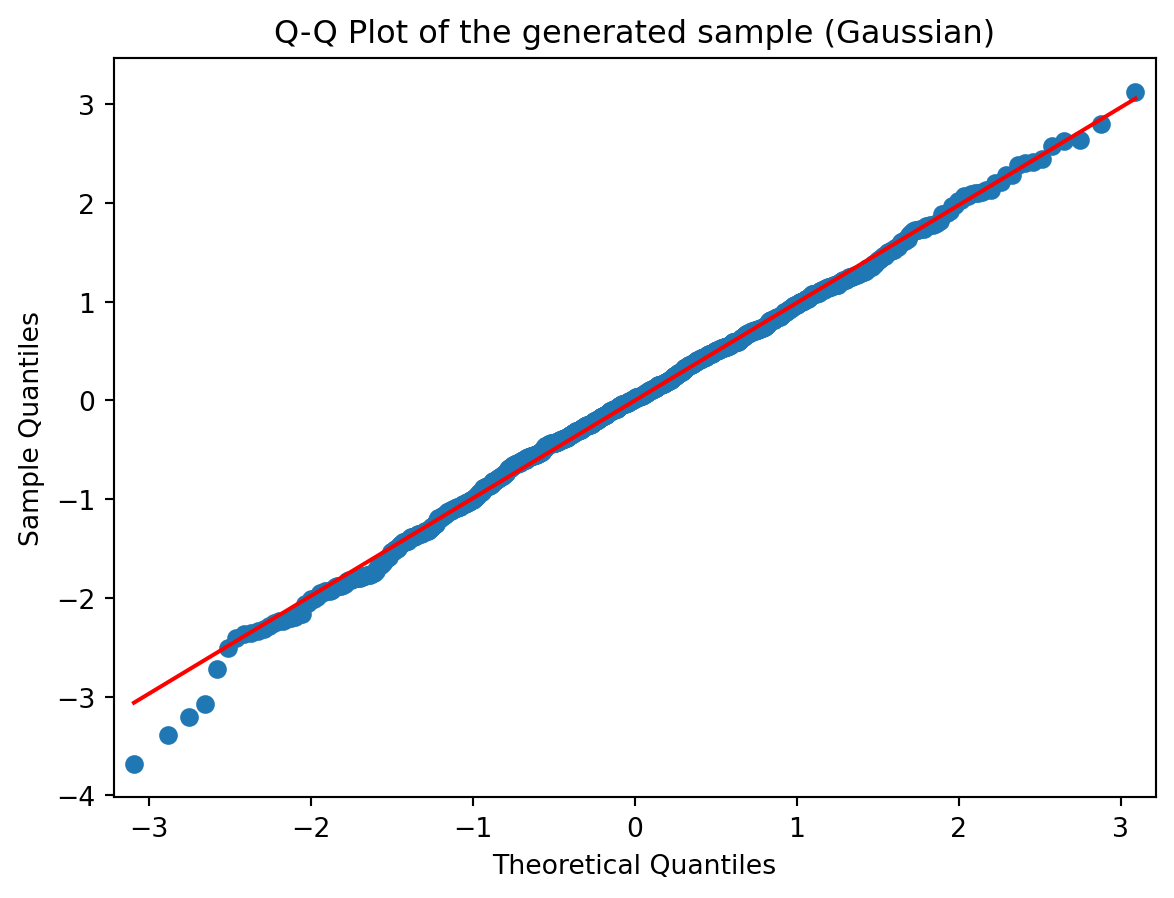 Q-Q Plot of the generated sample (Gaussian)
3
2
1
0
−1
−2
−3
−4
Sample Quantiles
−3 −2 −1 0 1 2 3
Theoretical Quantiles